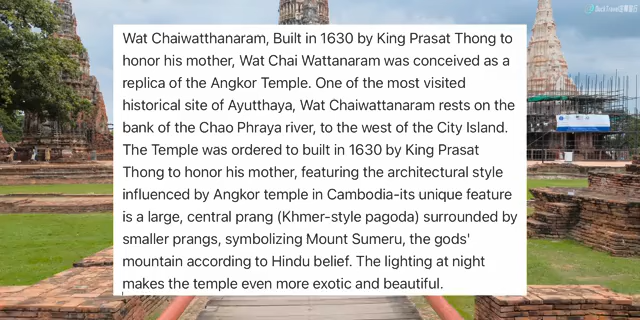 Wat Chaiwatthanaram, Built in 1630 by King Prasat Thong to
honor his mother, Wat Chai Wattanaram was conceived as a
replica of the Angkor Temple. One of the most visited
historical site of Ayutthaya, Wat Chaiwattanaram rests on the
bank of the Chao Phraya river, to the west of the City Island.
The Temple was ordered to built in 1630 by King Prasat
Thong to honor his mother, featuring the architectural style
influenced by Angkor temple in Cambodia-its unique feature
is a large, central prang (Khmer-style pagoda) surrounded by
smaller prangs, symbolizing Mount Sumeru, the gods'
mountain according to Hindu belief. The lighting at night
makes the temple even more exotic and beautiful.